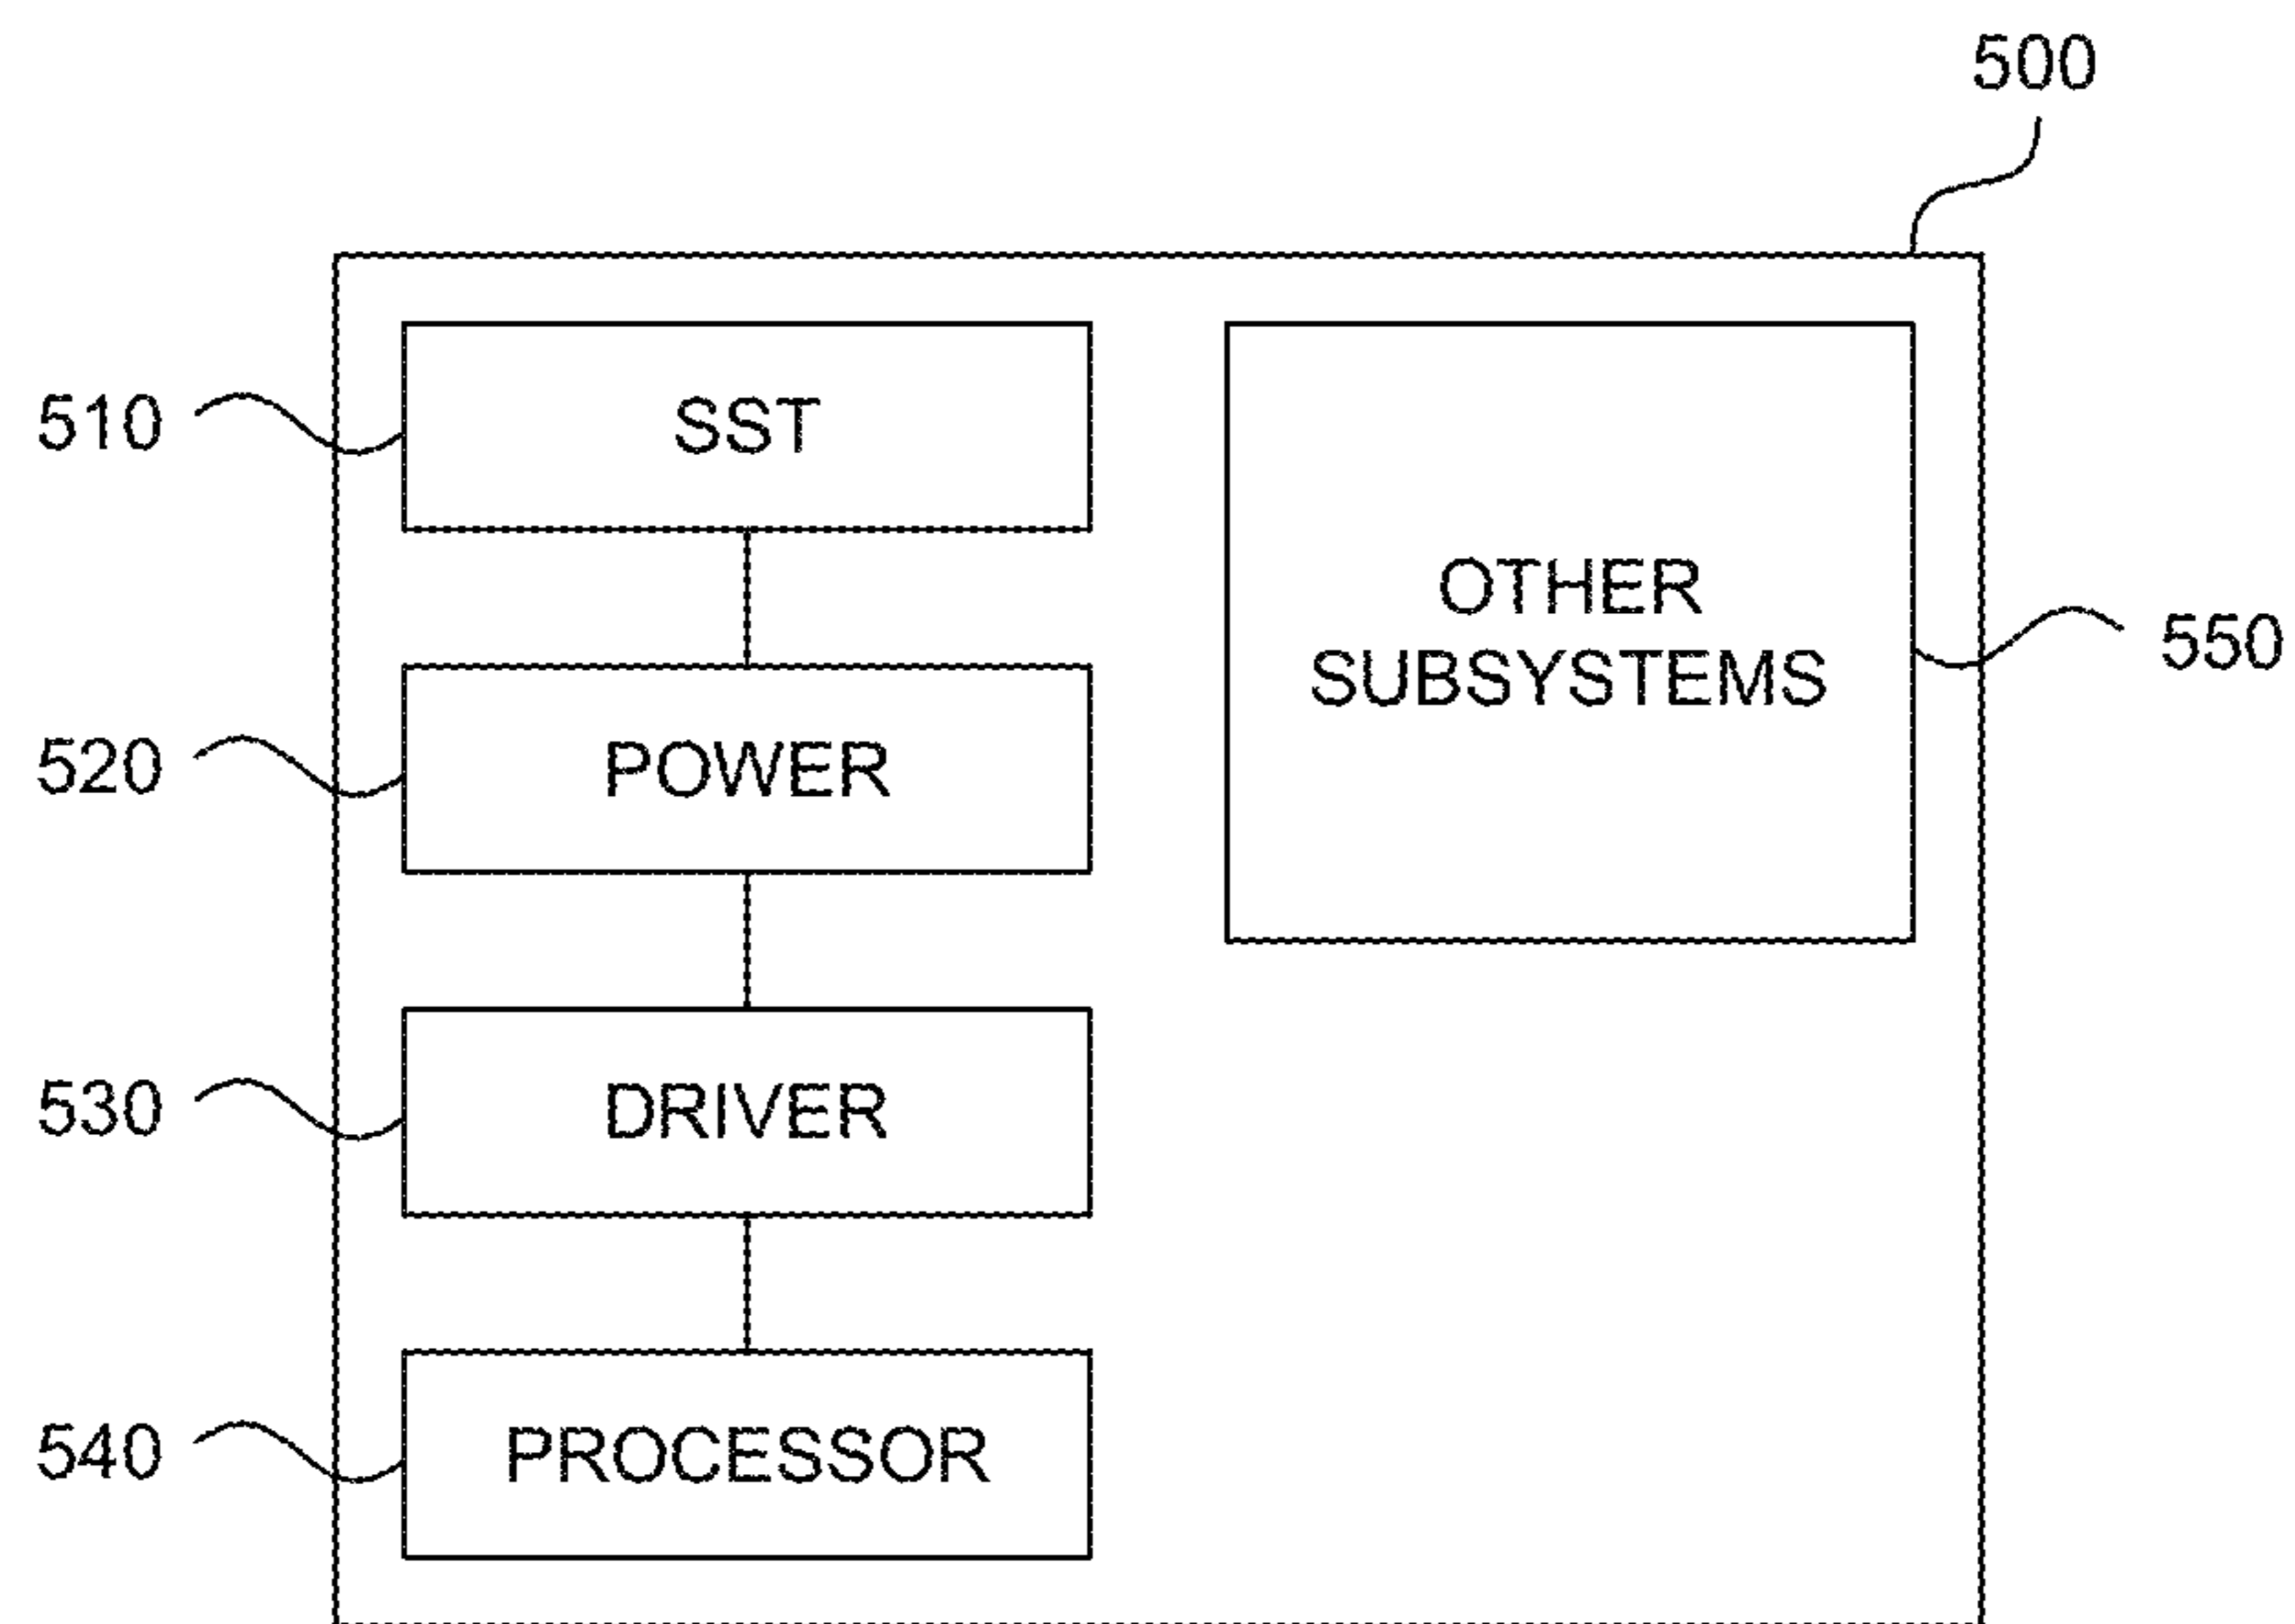 500
510
SST
OTHER
SUBSYSTEMS
550
520
POWER
530
DRIVER
540
PROCESSOR